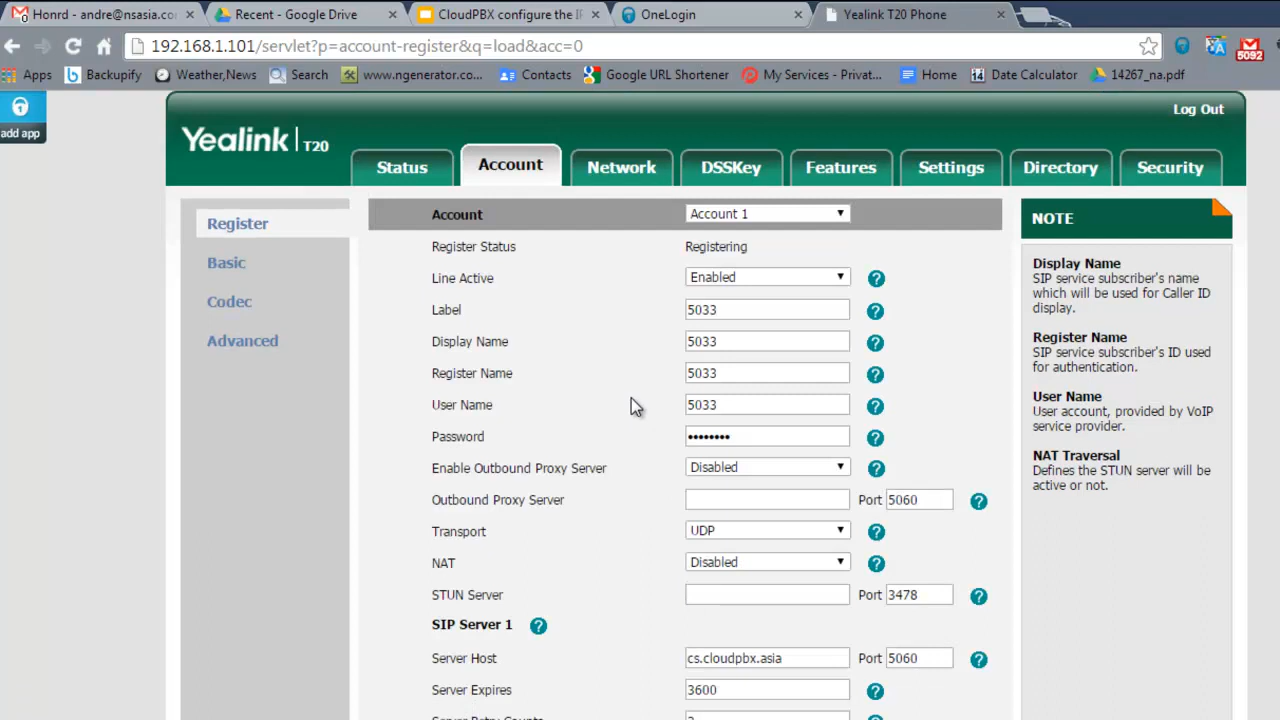 Honrd - andre@nsasia.co
Recent - Google Drive
CloudPBX configure the IP
OneLogin
Yealink T20 Phone
192.168.1.101/servlet?p=account-register&q=load&acc=0
5092
Apps
Backupify
Weather,News
Search
www.ngenerator.co...
Contacts
Google URL Shortner
My Services - Privat...
Home
Date Calculator
14267_na.pdf
add app
Log Out
Yealink T20
Status
Account
Network
DSSKey
Features
Settings
Directory
Security
Register
Basic
Codec
Advanced
Account Account 1
Register Status Registering
Line Active Enabled
Label 5033
Display Name 5033
Register Name 5033
User Name 5033
Password ••••••••
Enable Outbound Proxy Server Disabled
Outbound Proxy Server Port 5060
Transport UDP
NAT Disabled
STUN Server Port 3478
SIP Server 1
Server Host cs.cloudpbx.asia Port 5060
Server Expires 3600
Server Retry Counts 3
NOTE
Display Name
SIP service subscriber's name
which will be used for Caller ID
display.
Register Name
SIP service subscriber's ID used
for authentication.
User Name
User account, provided by VoIP
service provider.
NAT Traversal
Defines the STUN server will be
active or not.